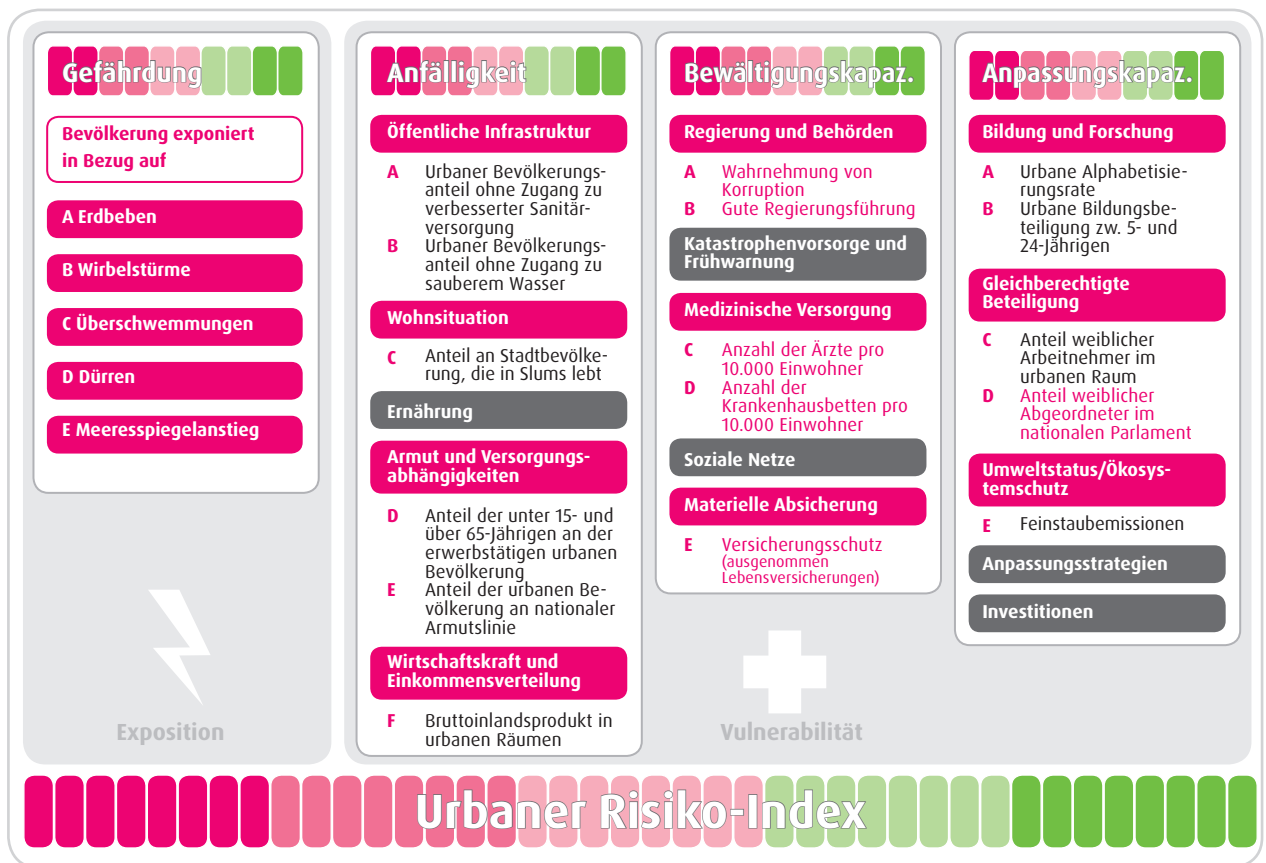 Gefährdung
Bevölkerung exponiert
in Bezug auf
A Erdbeben
B Wirbelstürme
C Überschwemmungen
D Dürren
E Meeresspiegelanstieg
Exposition
Anfälligkeit
Öffentliche Infrastruktur
A Urbaner Bevölkerungs-
anteil ohne Zugang zu
verbesserter Sanitär-
versorgung
B Urbaner Bevölkerungs-
anteil ohne Zugang zu
sauberem Wasser
Wohnsituation
C Anteil an Stadtbevölke-
rung, die in Slums lebt
Ernährung
Armut und Versorgungs-
abhängigkeiten
D Anteil der unter 15- und
über 65-Jährigen an der
erwerbstätigen urbanen
Bevölkerung
E Anteil der urbanen Be-
völkerung an nationaler
Armutslinie
Wirtschaftskraft und
Einkommensverteilung
F Bruttoinlandsprodukt in
urbanen Räumen
Bewältigungskapaz.
Regierung und Behörden
A Wahrnehmung von
Korruption
B Gute Regierungsführung
Katastrophenvorsorge und
Frühwarnung
Medizinische Versorgung
C Anzahl der Ärzte pro
10.000 Einwohner
D Anzahl der
Krankenhausbetten pro
10.000 Einwohner
Soziale Netze
Materielle Absicherung
E Versicherungsschutz
(ausgenommen
Lebensversicherungen)
Anpassungskapaz.
Bildung und Forschung
A Urbane Alphabetisie-
rungsrate
B Urbane Bildungsbe-
teiligung zw. 5- und
24-Jährigen
Gleichberechtigte
Beteiligung
C Anteil weiblicher
Arbeitnehmer im
urbanen Raum
D Anteil weiblicher
Abgeordneter im
nationalen Parlament
Umweltstatus/Ökosys-
temschutz
E Feinstaubemissionen
Anpassungsstrategien
Investitionen
Vulnerabilität
Urbaner Risiko-Index